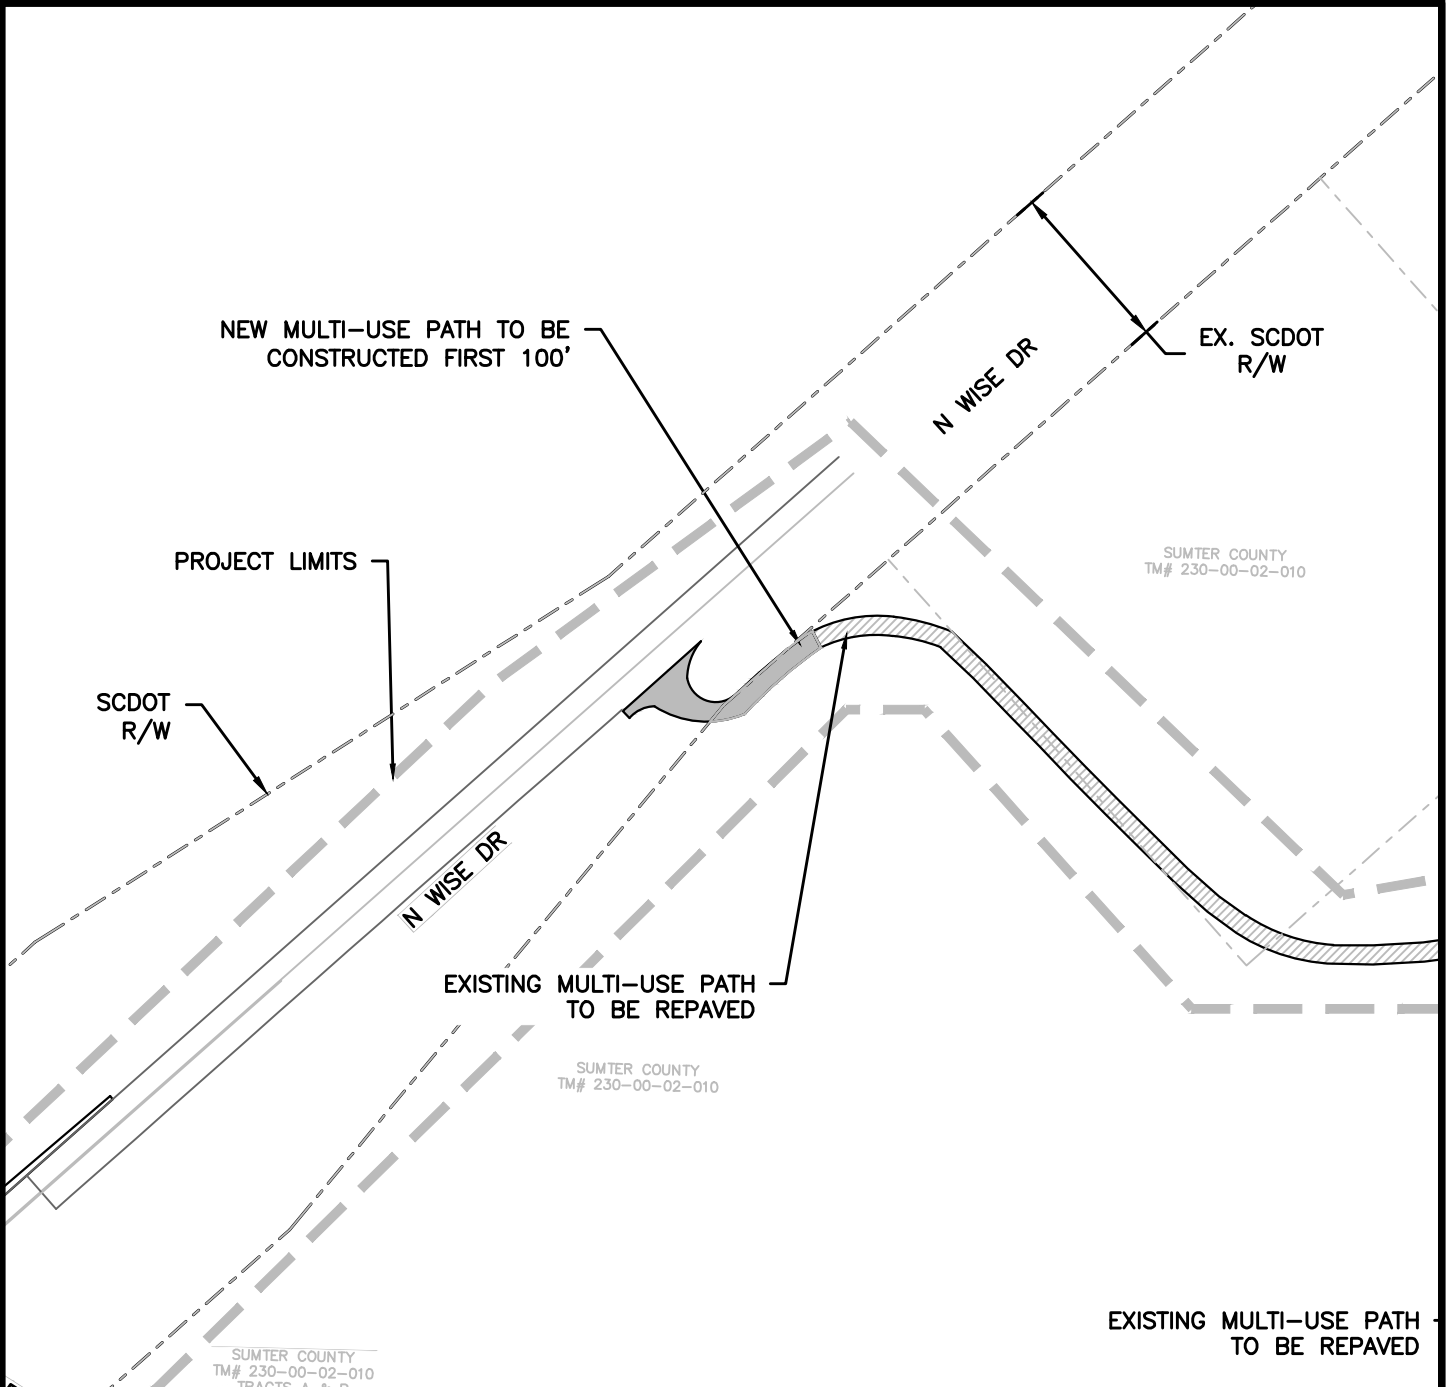 NEW MULTI-USE PATH TO BE
CONSTRUCTED FIRST 100'
EX. SCDOT
R/W
N WISE DR
PROJECT LIMITS
SUMTER COUNTY
TM# 230-00-02-010
SCDOT
R/W
N WISE DR
EXISTING MULTI-USE PATH
TO BE REPAVED
SUMTER COUNTY
TM# 230-00-02-010
EXISTING MULTI-USE PATH
TO BE REPAVED
SUMTER COUNTY
TM# 230-00-02-010
TRACTS A & B